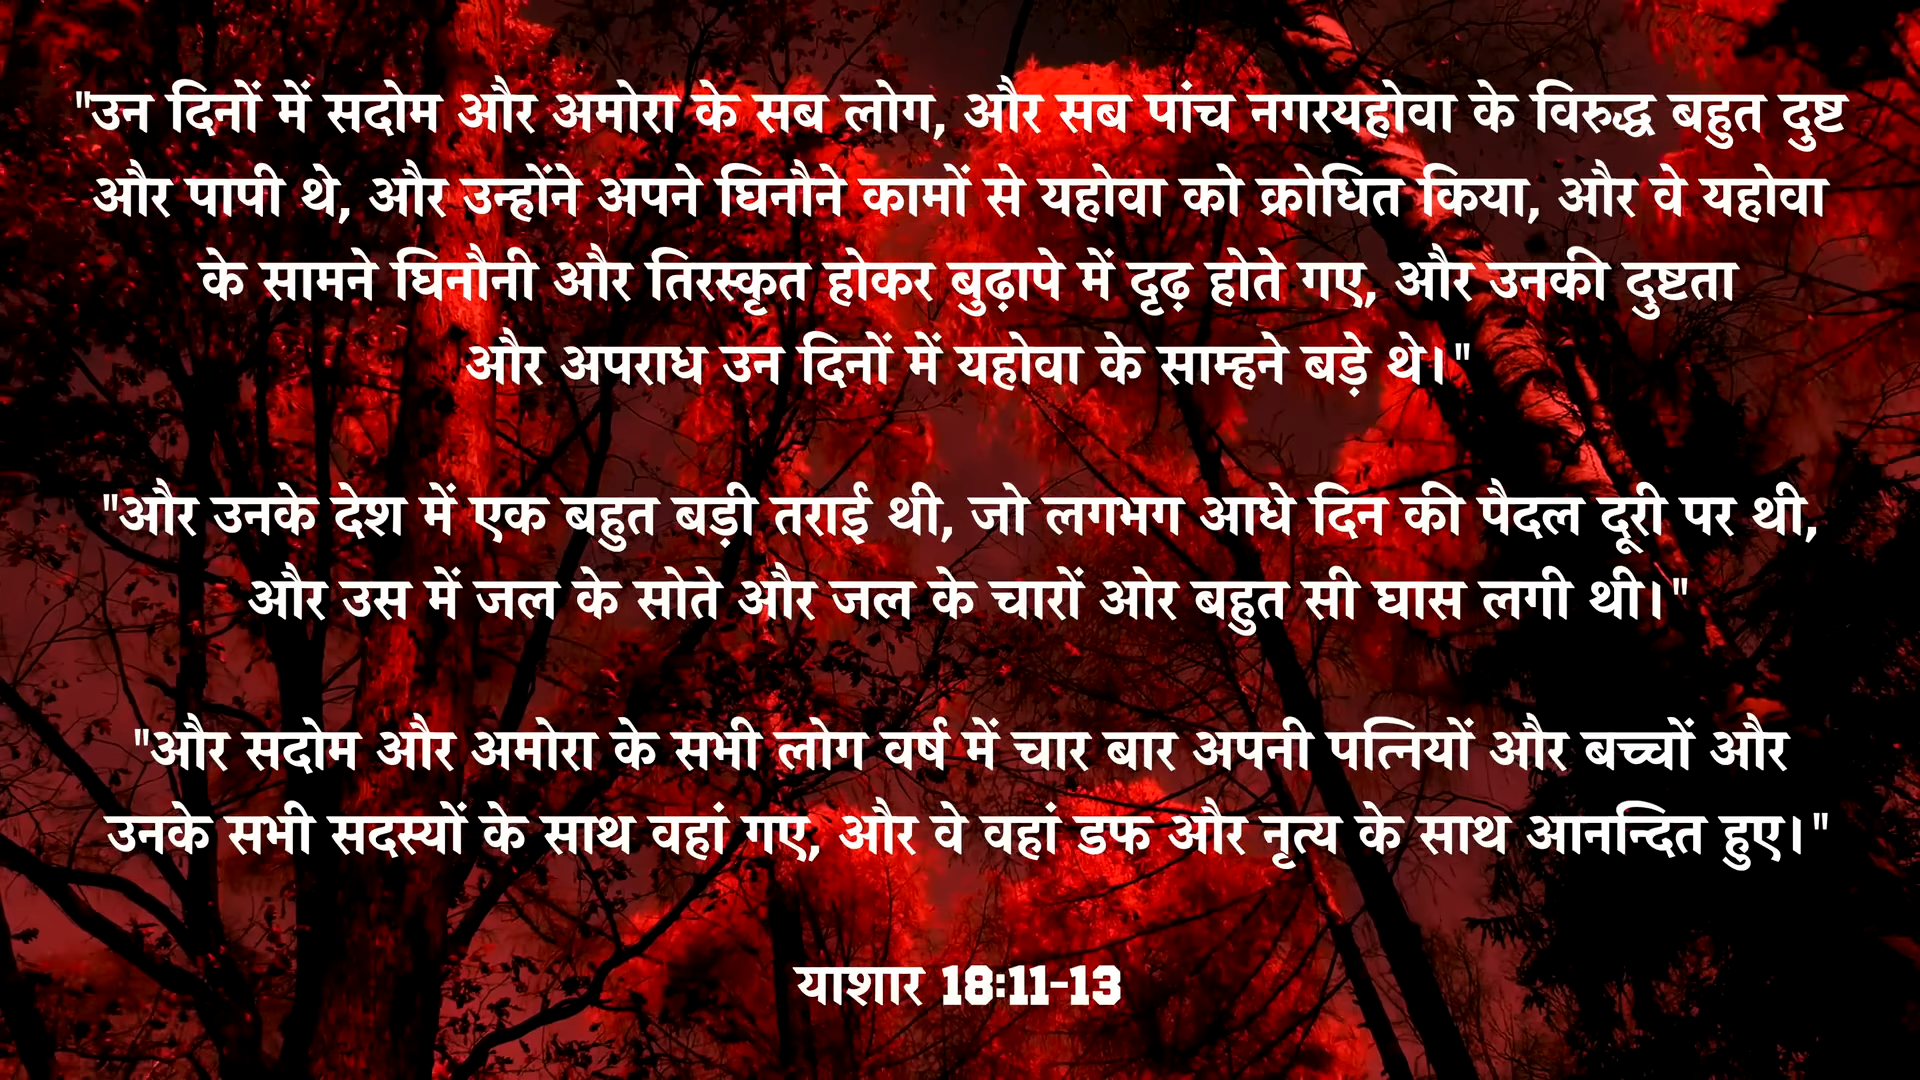 "उन दिनों में सदोम और अमोरा के सब लोग, और सब पांच नगरयहोवा के विरुद्ध बहुत दुष्ट
और पापी थे, और उन्होंने अपने घिनौने कामों से यहोवा को क्रोधित किया, और वे यहोवा
के सामने घिनौनी और तिरस्कृत होकर बुढ़ापे में दृढ़ होते गए, और उनकी दुष्टता
और अपराध उन दिनों में यहोवा के साम्हने बड़े थे।"
"और उनके देश में एक बहुत बड़ी तराई थी, जो लगभग आधे दिन की पैदल दूरी पर थी,
और उस में जल के सोते और जल के चारों ओर बहुत सी घास लगी थी।"
"और सदोम और अमोरा के सभी लोग वर्ष में चार बार अपनी पत्नियों और बच्चों और
उनके सभी सदस्यों के साथ वहां गए, और वे वहां डफ और नृत्य के साथ आनन्दित हुए।"
याशार 18:11-13